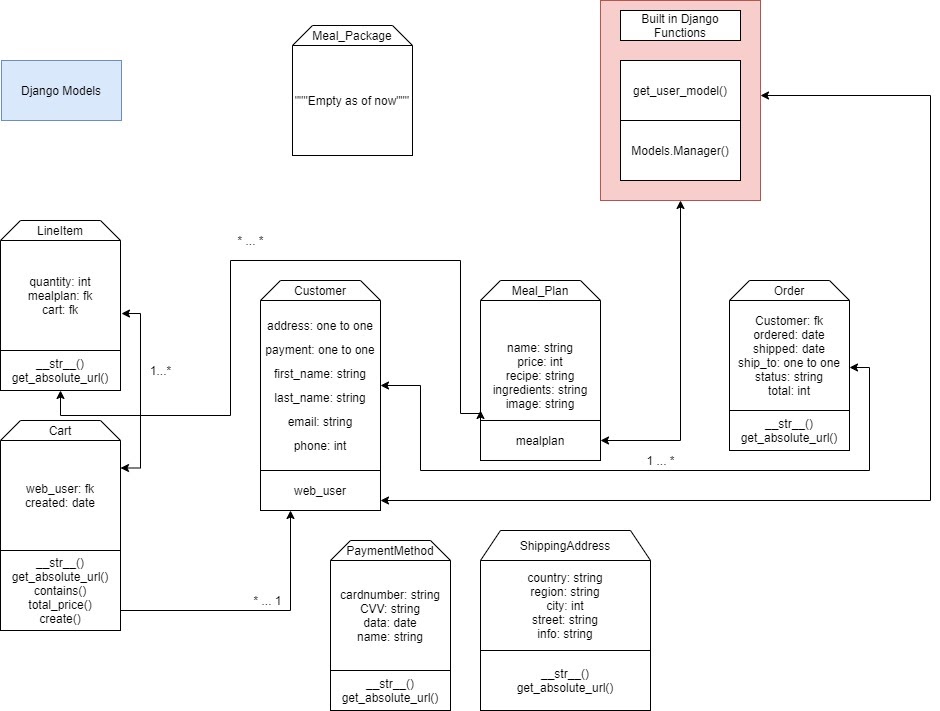 Django Models
Meal_Package
""""Empty as of now""""
Built in Django
Functions
get_user_model()
Models.Manager()
LineItem
quantity: int
mealplan: fk
cart: fk
__str__()
get_absolute_url()
* ... *
1...*
Customer
address: one to one
payment: one to one
first_name: string
last_name: string
email: string
phone: int
web_user
Meal_Plan
name: string
price: int
recipe: string
ingredients: string
image: string
mealplan
Order
Customer: fk
ordered: date
shipped: date
ship_to: one to one
status: string
total: int
__str__()
get_absolute_url()
1 ... *
Cart
web_user: fk
created: date
__str__()
get_absolute_url()
contains()
total_price()
create()
* ... 1
PaymentMethod
cardnumber: string
CVV: string
data: date
name: string
__str__()
get_absolute_url()
ShippingAddress
country: string
region: string
city: int
street: string
info: string
__str__()
get_absolute_url()